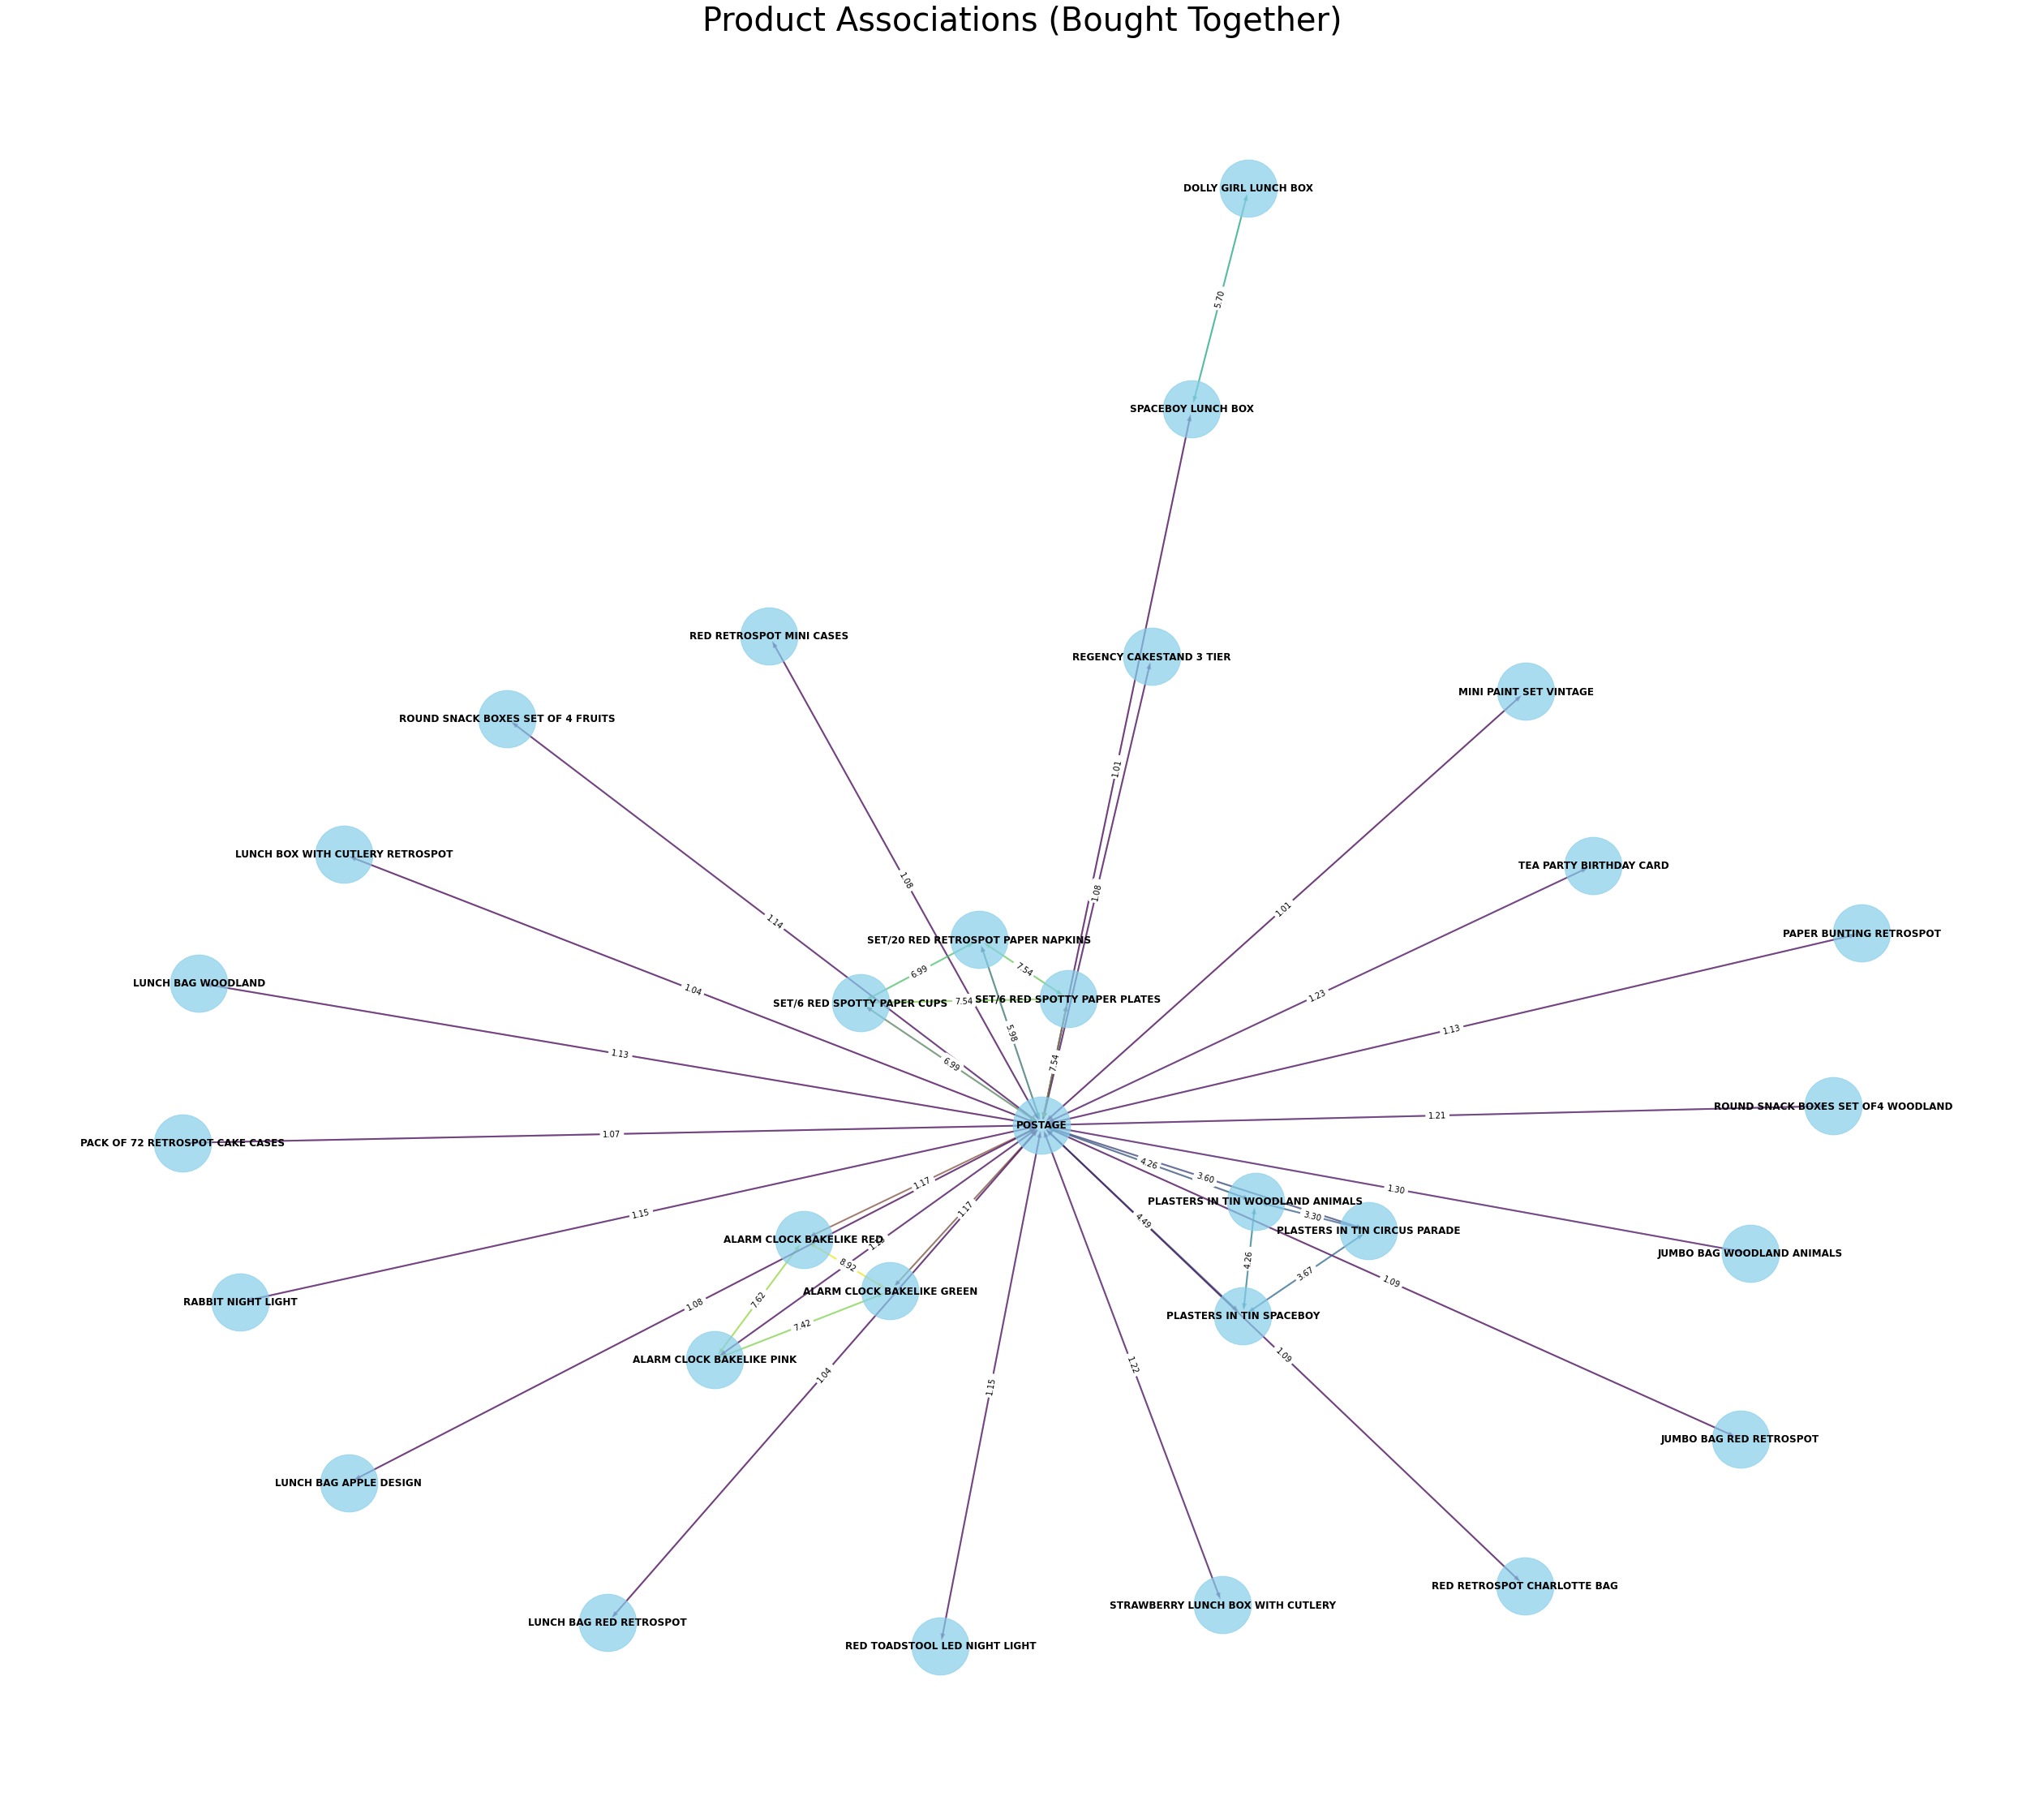 Product Associations (Bought Together)
DOLLY GIRL LUNCH BOX
5.70
SPACEBOY LUNCH BOX
RED RETROSPOT MINI CASES
REGENCY CAKESTAND 3 TIER
MINI PAINT SET VINTAGE
ROUND SNACK BOXES SET OF 4 FRUITS
1.01
LUNCH BOX WITH CUTLERY RETROSPOT
TEA PARTY BIRTHDAY CARD
1.08
1.08
1.01
1.14
PAPER BUNTING RETROSPOT
SET/20 RED RETROSPOT PAPER NAPKINS
6.99
7.54
LUNCH BAG WOODLAND
1.04
1.23
SET/6 RED SPOTTY PAPER CUPS
7.54
SET/6 RED SPOTTY PAPER PLATES
5.98
1.13
1.13
6.99
7.54
ROUND SNACK BOXES SET OF4 WOODLAND
1.21
POSTAGE
1.07
PACK OF 72 RETROSPOT CAKE CASES
4.26
3.60
1.17
1.30
PLASTERS IN TIN WOODLAND ANIMALS
1.15
1.17
4.49
3.30
PLASTERS IN TIN CIRCUS PARADE
ALARM CLOCK BAKELIKE RED
JUMBO BAG WOODLAND ANIMALS
8.92
4.26
3.67
1.09
ALARM CLOCK BAKELIKE GREEN
RABBIT NIGHT LIGHT
7.62
1.08
PLASTERS IN TIN SPACEBOY
7.42
ALARM CLOCK BAKELIKE PINK
1.09
1.22
1.04
1.15
JUMBO BAG RED RETROSPOT
LUNCH BAG APPLE DESIGN
RED RETROSPOT CHARLOTTE BAG
STRAWBERRY LUNCH BOX WITH CUTLERY
LUNCH BAG RED RETROSPOT
RED TOADSTOOL LED NIGHT LIGHT